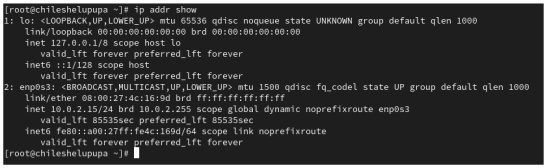 [root@chileshelupupa ~]# ip addr show
1: lo: <LOOPBACK,UP,LOWER_UP> mtu 65536 qdisc noqueue state UNKNOWN group default qlen 1000
    link/loopback 00:00:00:00:00:00 brd 00:00:00:00:00:00
    inet 127.0.0.1/8 scope host lo
       valid_lft forever preferred_lft forever
    inet6 ::1/128 scope host
       valid_lft forever preferred_lft forever
2: enp0s3: <BROADCAST,MULTICAST,UP,LOWER_UP> mtu 1500 qdisc fq_codel state UP group default qlen 1000
    link/ether 08:00:27:4c:16:9d brd ff:ff:ff:ff:ff:ff
    inet 10.0.2.15/24 brd 10.0.2.255 scope global dynamic noprefixroute enp0s3
       valid_lft 85535sec preferred_lft 85535sec
    inet6 fe80::a00:27ff:fe4c:169d/64 scope link noprefixroute
       valid_lft forever preferred_lft forever
[root@chileshelupupa ~]#